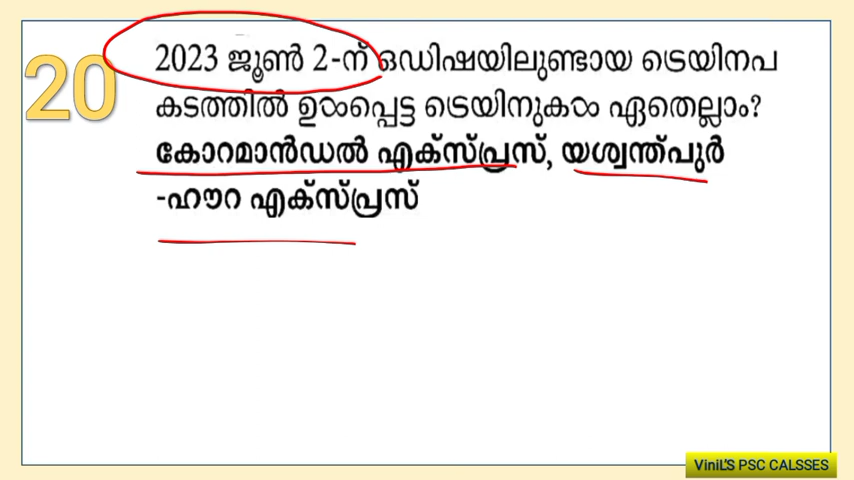 20
2023 ജൂൺ 2-ന് ഒഡിഷയിലുണ്ടായ ട്രെയിനപ
കടത്തിൽ ഉൾപ്പെട്ട ട്രെയിനുകൾ ഏതെല്ലാം?
കോറമാൻഡൽ എക്സ്പ്രസ്, യശ്വന്ത്പുർ
-ഹൗറ എക്സ്പ്രസ്
ViniL'S PSC CALSSES